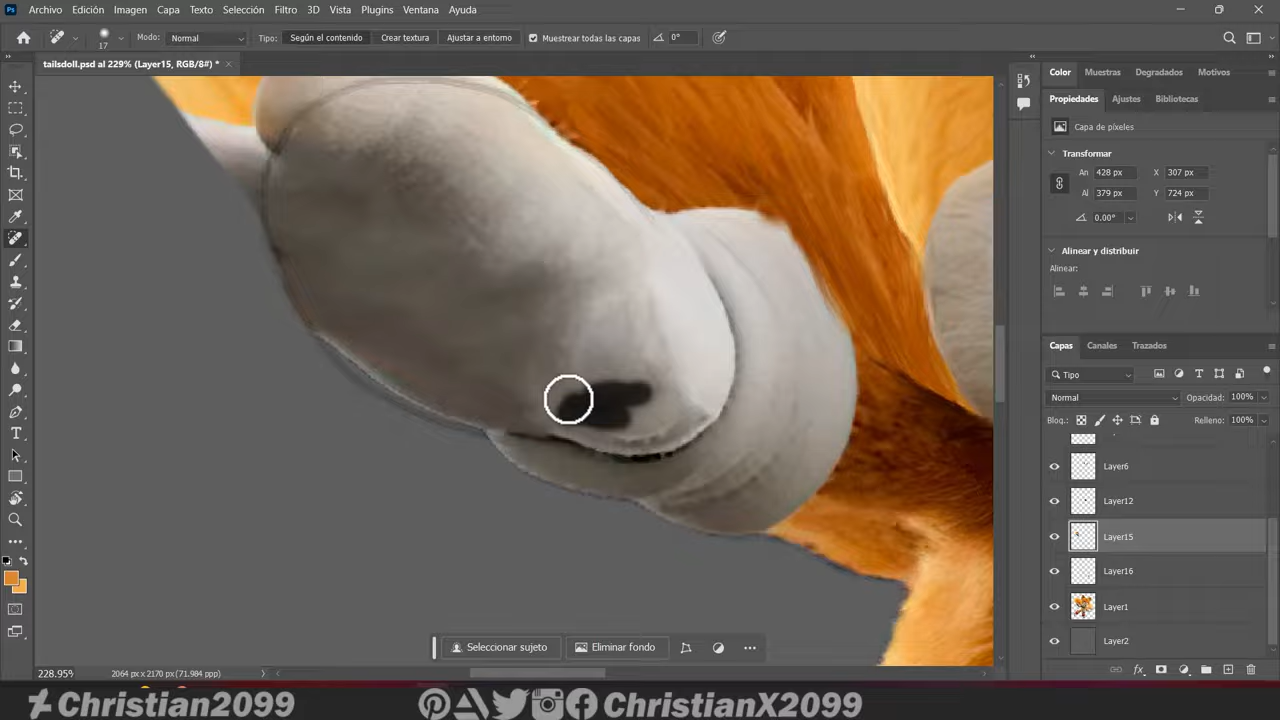 Archivo Edición Imagen Capa Texto Selección Filtro 3D Vista Plugins Ventana Ayuda
17 Modo: Normal Tipo: Según el contenido Crear textura Ajustar a entorno Muestrear todas las capas 0°
tailsdoll.psd al 229% (Layer15, RGB/8#) *
Color Muestras Degradados Motivos
Propiedades Ajustes Bibliotecas
Capa de píxeles
Transformar
An 428 px X 307 px
Al 379 px Y 724 px
0.00°
Alinear y distribuir
Alinear:
Capas Canales Trazados
Tipo
Normal Opacidad: 100%
Bloq.: Relleno: 100%
Layer6
Layer12
Layer15
Layer16
Layer1
Layer2
Seleccionar sujeto Eliminar fondo
228.95% 2064 px x 2170 px (71.984 ppp)
Christian2099 ChristianX2099